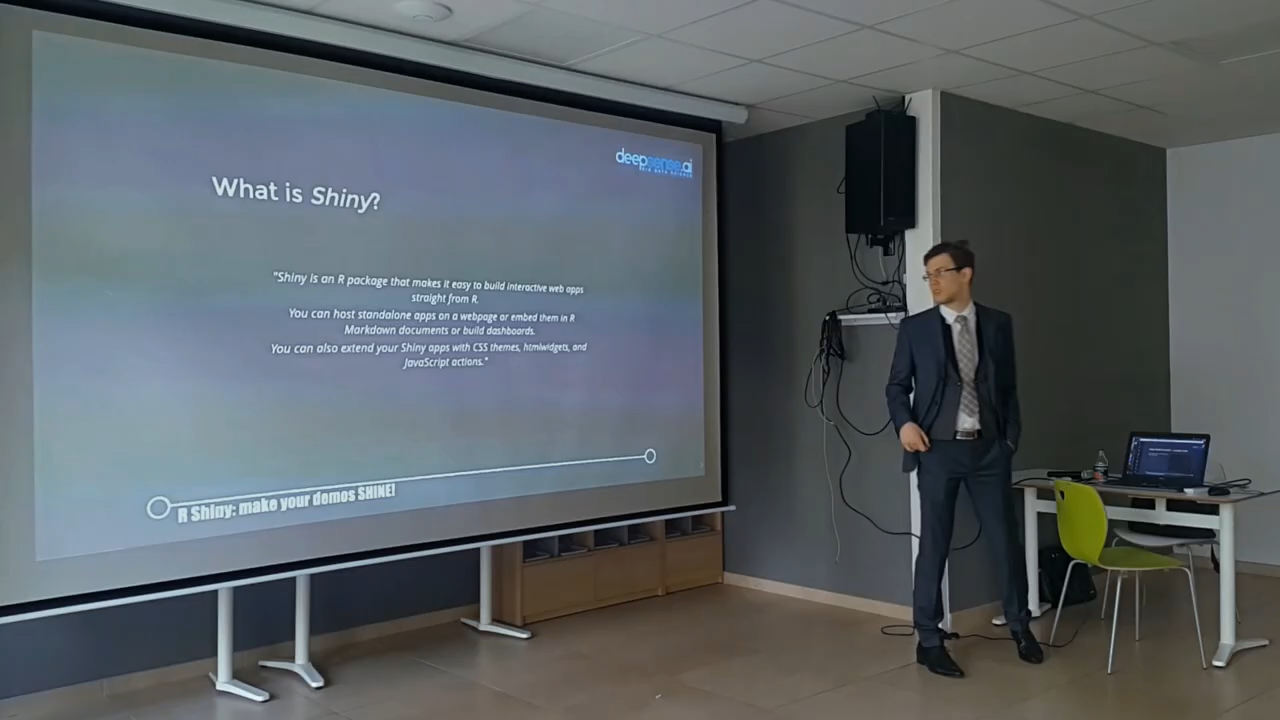 deepsense.ai
What is Shiny?
"Shiny is an R package that makes it easy to build interactive web apps
straight from R.
You can host standalone apps on a webpage or embed them in R
Markdown documents or build dashboards.
You can also extend your Shiny apps with CSS themes, htmlwidgets, and
JavaScript actions."
R Shiny: make your demos SHINE!